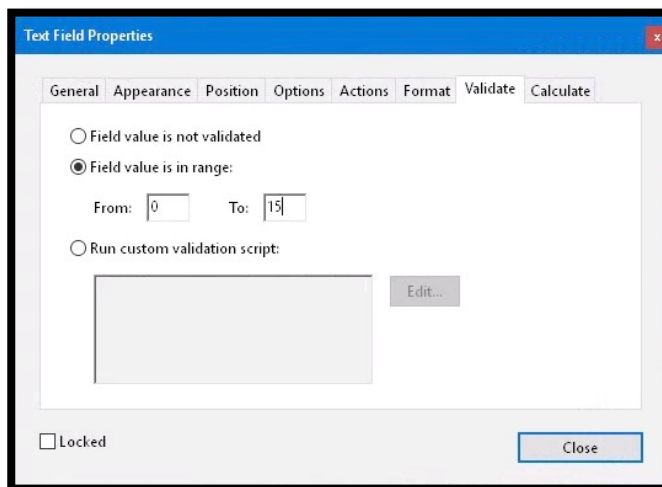 Text Field Properties
x
General Appearance Position Options Actions Format Validate Calculate
Field value is not validated
Field value is in range:
From: 0 To: 15
Run custom validation script:
Edit...
Locked
Close